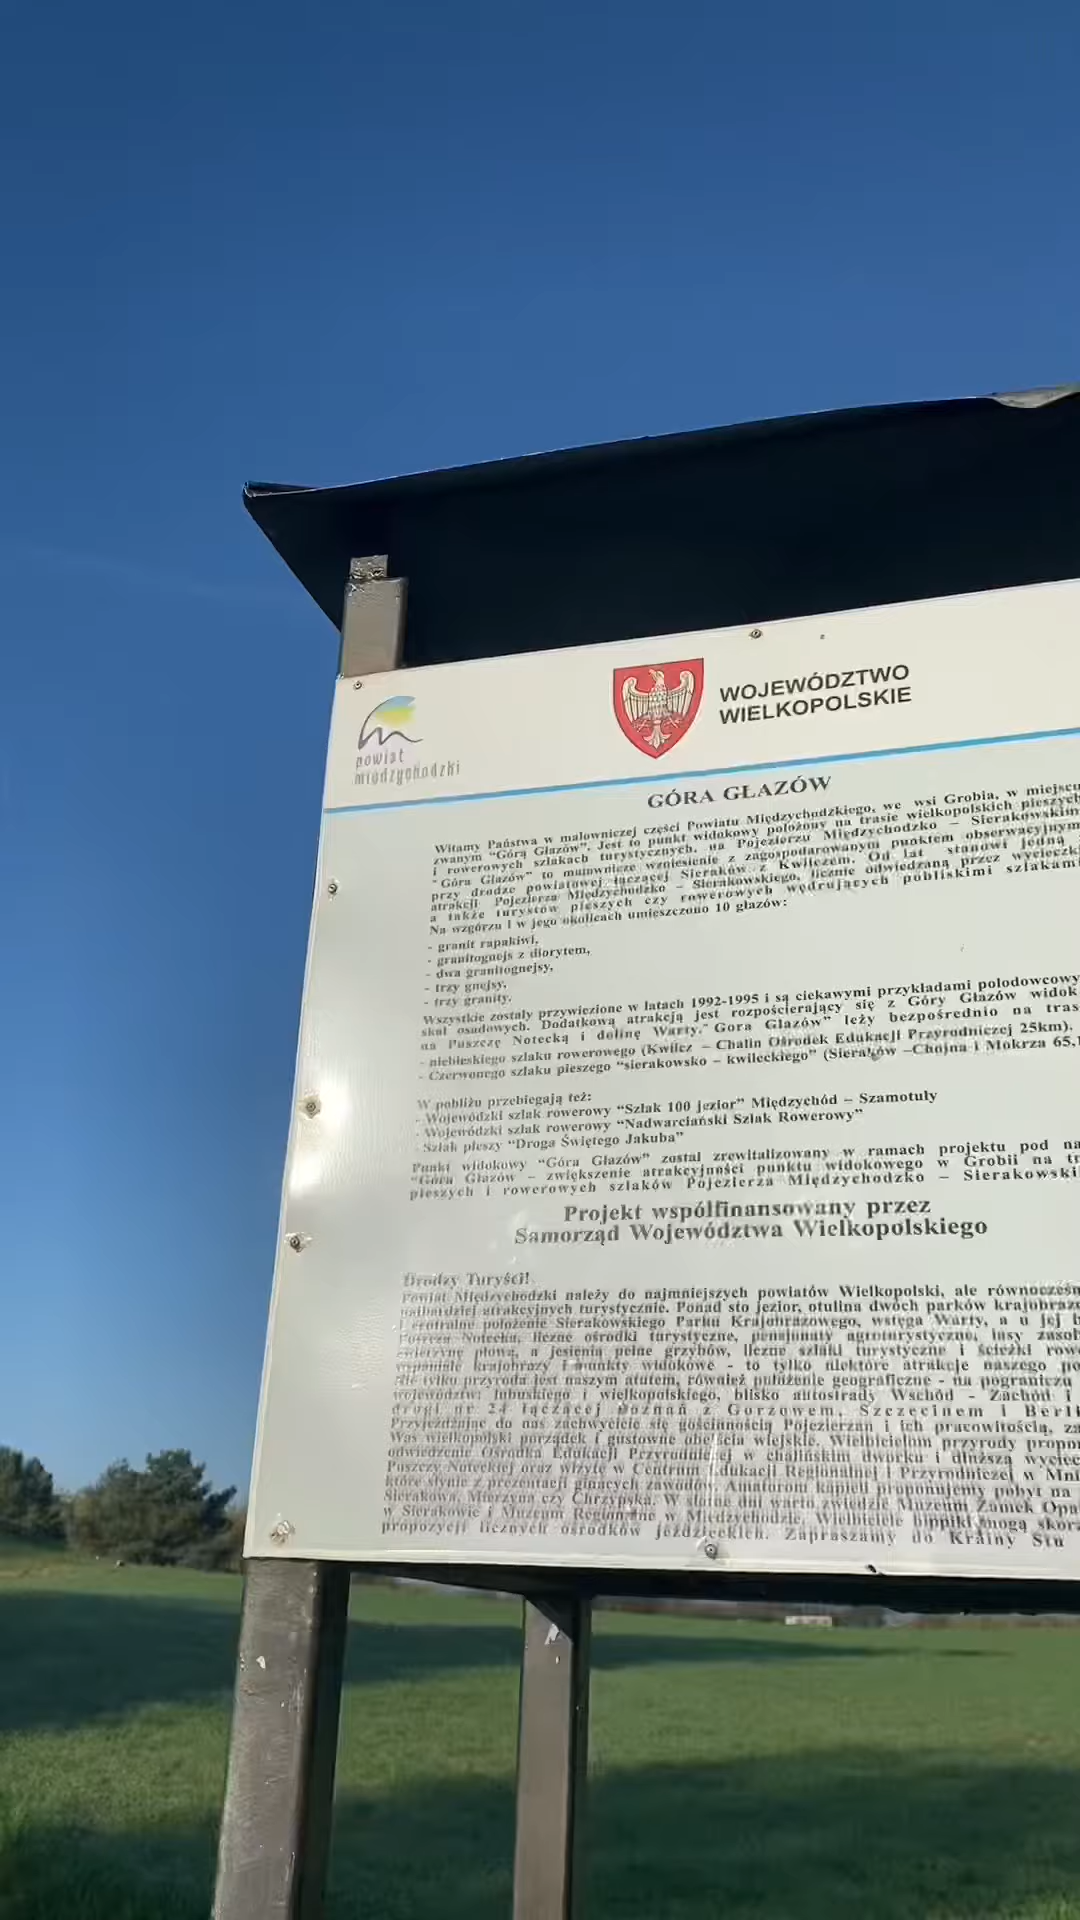 powiat
międzychodzki
WOJEWÓDZTWO
WIELKOPOLSKIE
GÓRA GŁAZÓW
Witamy Państwa w malowniczej części Powiatu Międzychodzkiego, we wsi Grobia, w miejscu
zwanym "Górą Głazów". Jest to punkt widokowy położony na trasie wielkopolskich pieszych
i rowerowych szlakach turystycznych, na Pojezierzu Międzychodzko – Sierakowskim.
"Góra Głazów" to malownicze wzniesienie z zagospodarowanym punktem obserwacyjnym
przy drodze powiatowej łączącej Sieraków z Kwilczem. Od lat stanowi jedną
atrakcji Pojezierza Międzychodzko – Sierakowskiego, licznie odwiedzaną przez wycieczki
a także turystów pieszych czy rowerowych wędrujących pobliskimi szlakami
Na wzgórzu i w jego okolicach umieszczono 10 głazów:
- granit rapakiwi,
- granitognejs z diorytem,
- dwa granitognejsy,
- trzy gnejsy,
- trzy granity.
Wszystkie zostały przywiezione w latach 1992-1995 i są ciekawymi przykładami polodowcowy
skał osadowych. Dodatkową atrakcją jest rozpościerający się z Góry Głazów widok
na Puszczę Notecką i dolinę Warty. "Góra Głazów" leży bezpośrednio na tras
- niebieskiego szlaku rowerowego (Kwilcz – Chalin Ośrodek Edukacji Przyrodniczej 25km),
- Czerwonego szlaku pieszego "sierakowsko – kwileckiego" (Sieraków –Chojna i Mokrza 65,
W pobliżu przebiegają też:
- Wojewódzki szlak rowerowy "Szlak 100 jezior" Międzychód – Szamotuły
- Wojewódzki szlak rowerowy "Nadwarciański Szlak Rowerowy"
- Szlak pieszy "Droga Świętego Jakuba"
Punkt widokowy "Góra Głazów" został zrewitalizowany w ramach projektu pod na
"Góra Głazów – zwiększenie atrakcyjności punktu widokowego w Grobii na tr
pieszych i rowerowych szlaków Pojezierza Międzychodzko – Sierakowski
Projekt współfinansowany przez
Samorząd Województwa Wielkopolskiego
Drodzy Turyści!
Powiat Międzychodzki należy do najmniejszych powiatów Wielkopolski, ale równocześn
najbardziej atrakcyjnych turystycznie. Ponad sto jezior, otulina dwóch parków krajobrazo
i centralne położenie Sierakowskiego Parku Krajobrazowego, wstęga Warty, a u jej b
Puszcza Notecka, liczne ośrodki turystyczne, pensjonaty agroturystyczne, lasy zasob
zwierzynę płową, a jesienią pełne grzybów, liczne szlaki turystyczne i ścieżki rowe
wspaniałe krajobrazy i punkty widokowe - to tylko niektóre atrakcje naszego po
Nie tylko przyroda jest naszym atutem, również położenie geograficzne - na pograniczu
województw: lubuskiego i wielkopolskiego, blisko autostrady Wschód - Zachód i
drogi nr 24 łączącej Poznań z Gorzowem, Szczecinem i Berli
Przyjeżdżając do nas zachwycicie się gościnnością Pojezierzan i ich pracowitością, za
Was wielkopolski porządek i gustowne obejścia wiejskie. Wielbicielom przyrody propon
odwiedzenie Ośrodka Edukacji Przyrodniczej w chalińskim dworku i dłuższą wyciec
Puszczy Noteckiej oraz wizytę w Centrum Edukacji Regionalnej i Przyrodniczej w Mni
które słynie z prezentacji ginących zawodów. Amatorom kąpieli proponujemy pobyt na
Sierakowa, Mierzyna czy Chrzypska. W słotne dni warto zwiedzić Muzeum Zamek Opa
w Sierakowie i Muzeum Regionalne w Międzychodzie. Wielbiciele hippiki mogą skorz
propozycji licznych ośrodków jeździeckich. Zapraszamy do Krainy Stu